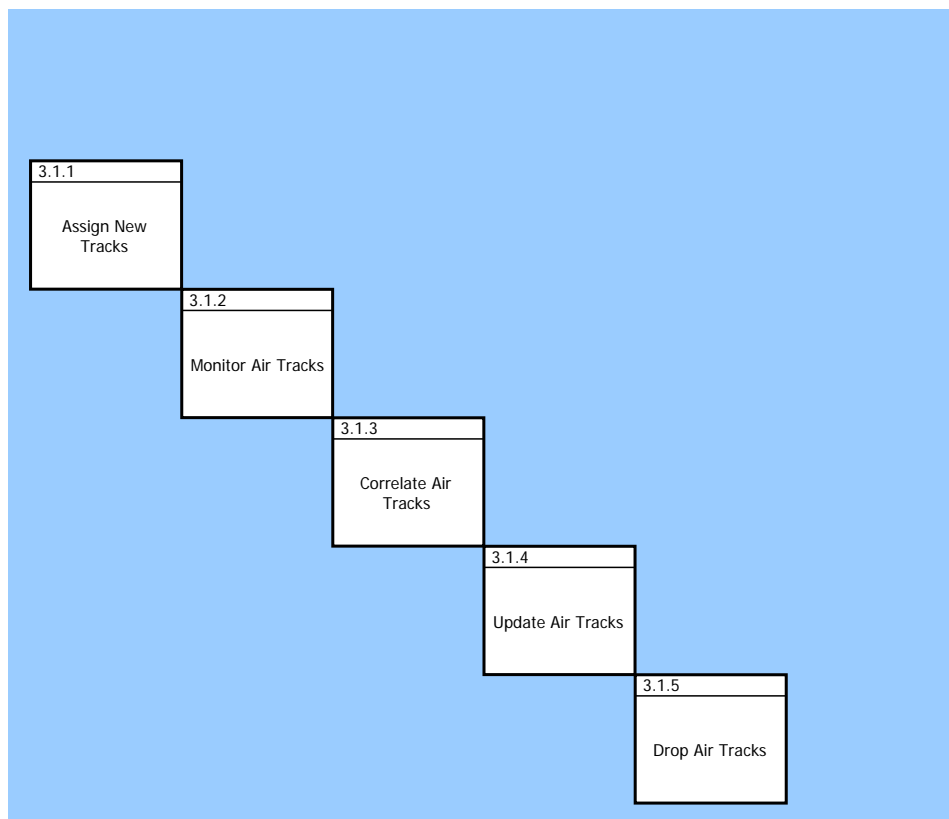 3.1.1
Assign New
Tracks
3.1.2
Monitor Air Tracks
3.1.3
Correlate Air
Tracks
3.1.4
Update Air Tracks
3.1.5
Drop Air Tracks